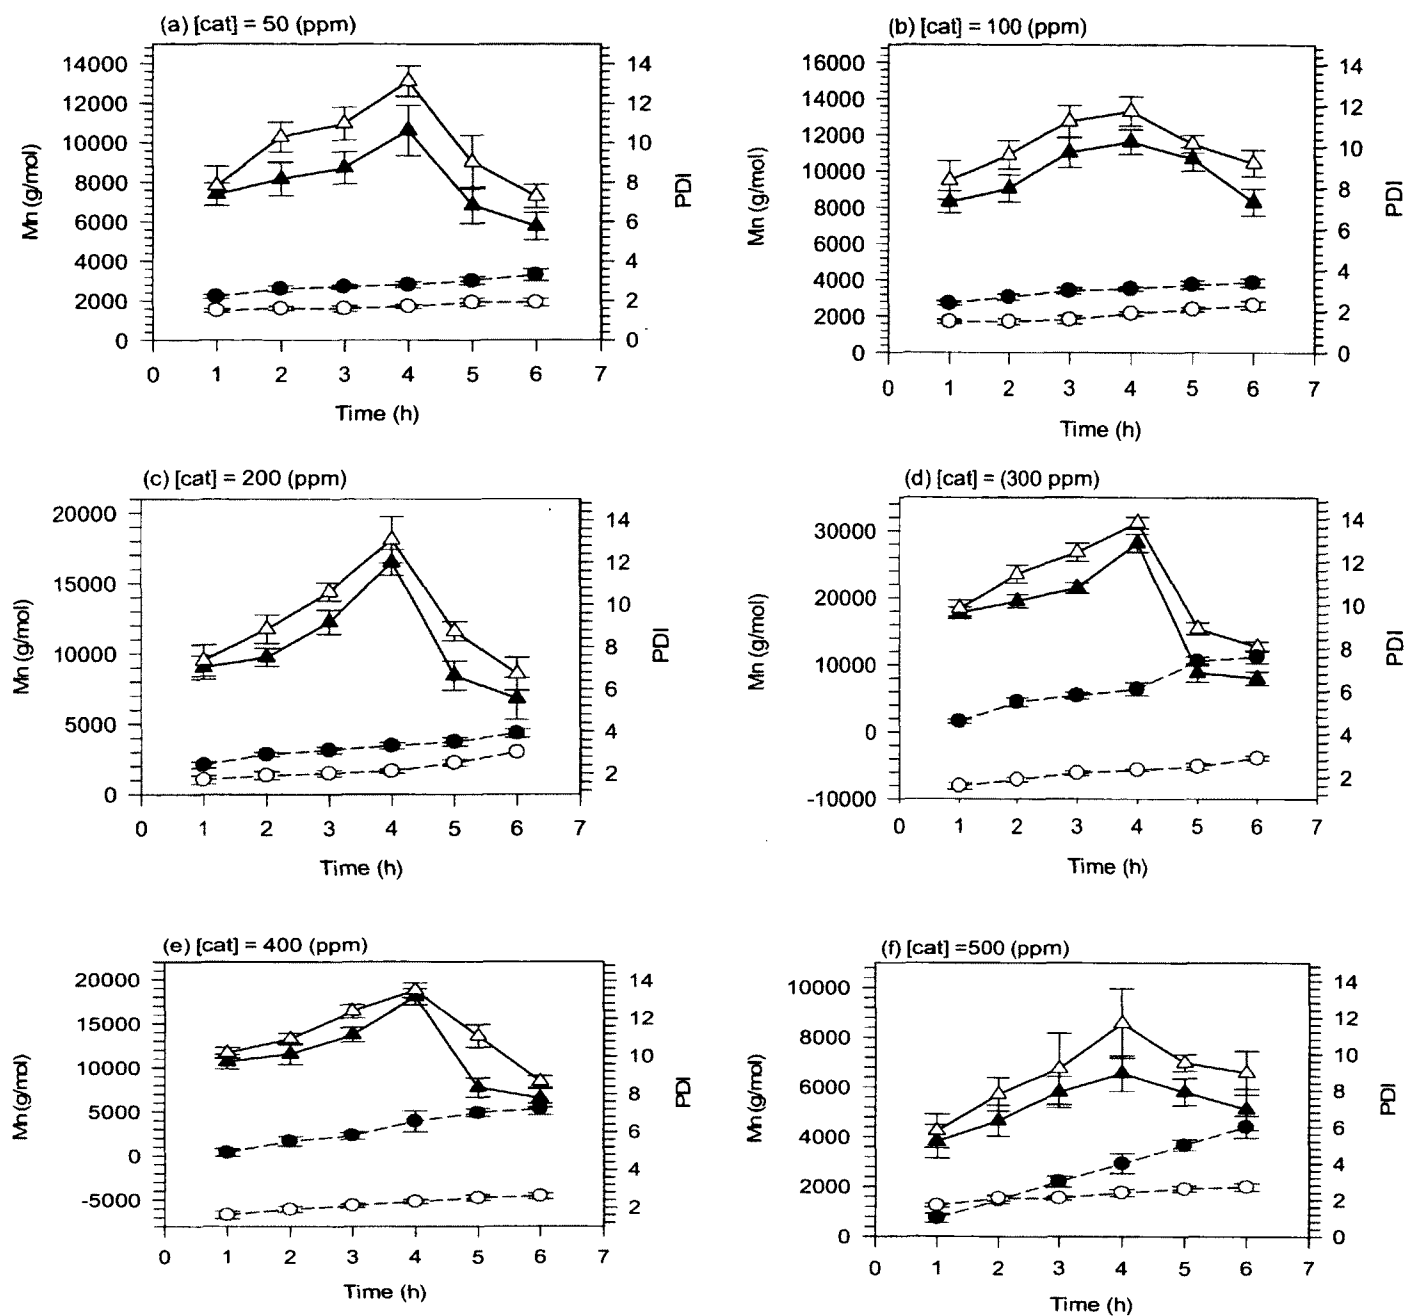 (a) [cat] = 50 (ppm)
14000
12000
10000
8000
6000
4000
2000
0
Mn (g/mol)
14
12
10
8
6
4
2
0
PDI
0 1 2 3 4 5 6 7
Time (h)
(b) [cat] = 100 (ppm)
16000
14000
12000
10000
8000
6000
4000
2000
0
Mn (g/mol)
14
12
10
8
6
4
2
0
PDI
0 1 2 3 4 5 6 7
Time (h)
(c) [cat] = 200 (ppm)
20000
15000
10000
5000
0
Mn (g/mol)
14
12
10
8
6
4
2
PDI
0 1 2 3 4 5 6 7
Time (h)
(d) [cat] = (300 ppm)
30000
20000
10000
0
-10000
Mn (g/mol)
14
12
10
8
6
4
2
PDI
0 1 2 3 4 5 6 7
Time (h)
(e) [cat] = 400 (ppm)
20000
15000
10000
5000
0
-5000
Mn (g/mol)
14
12
10
8
6
4
2
PDI
0 1 2 3 4 5 6 7
Time (h)
(f) [cat] =500 (ppm)
10000
8000
6000
4000
2000
0
Mn (g/mol)
14
12
10
8
6
4
2
0
PDI
0 1 2 3 4 5 6 7
Time (h)